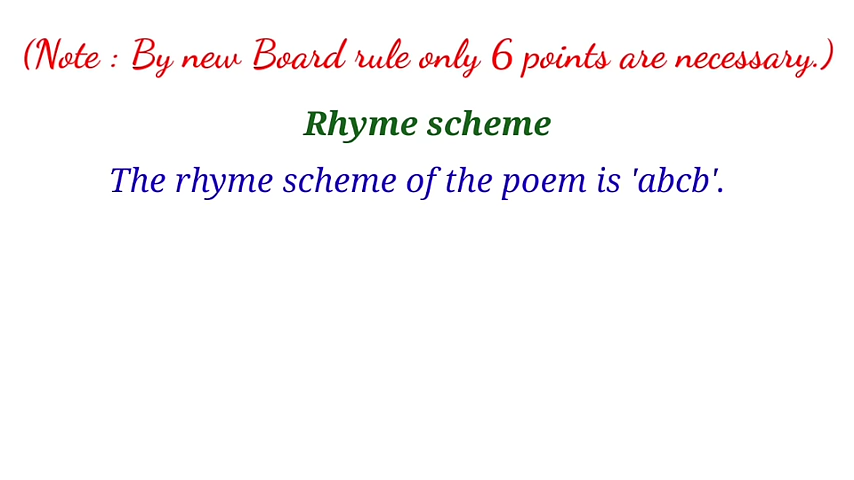 (Note : By new Board rule only 6 points are necessary.)
Rhyme scheme
The rhyme scheme of the poem is 'abcb'.